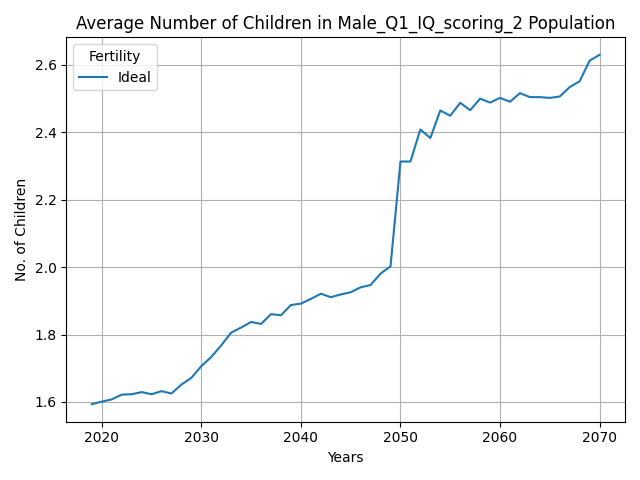 Average Number of Children in Male_Q1_IQ_scoring_2 Population
Fertility
Ideal
No. of Children
2.6
2.4
2.2
2.0
1.8
1.6
2020 2030 2040 2050 2060 2070
Years